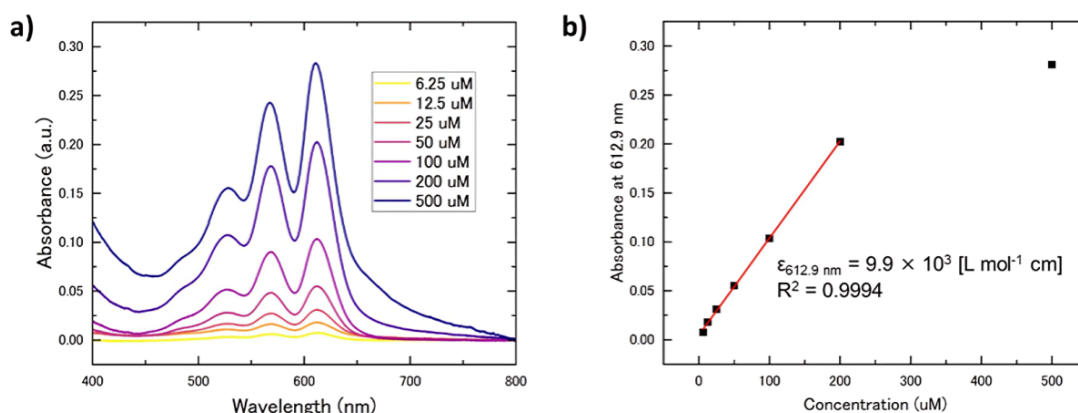 a)
0.30
0.25
0.20
0.15
0.10
0.05
0.00
Absorbance (a.u.)
6.25 uM
12.5 uM
25 uM
50 uM
100 uM
200 uM
500 uM
400 500 600 700 800
Wavelength (nm)
b)
0.30
0.25
0.20
0.15
0.10
0.05
0.00
Absorbance at 612.9 nm
ε612.9 nm = 9.9 × 10³ [L mol⁻¹ cm]
R² = 0.9994
0 100 200 300 400 500
Concentration (uM)